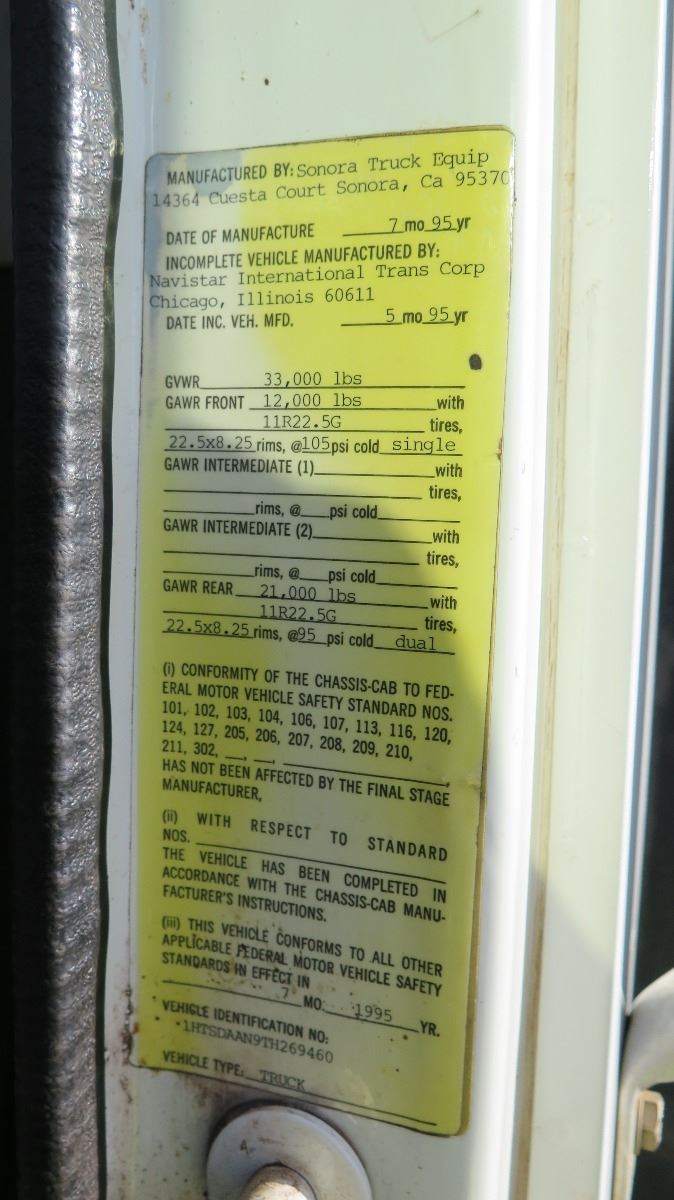 MANUFACTURED BY: Sonora Truck Equip
14364 Cuesta Court Sonora, Ca 95370
DATE OF MANUFACTURE 7 mo 95 yr
INCOMPLETE VEHICLE MANUFACTURED BY:
Navistar International Trans Corp
Chicago, Illinois 60611
DATE INC. VEH. MFD. 5 mo 95 yr
GVWR 33,000 lbs
GAWR FRONT 12,000 lbs with
11R22.5G tires,
22.5x8.25 rims, @105psi cold single
GAWR INTERMEDIATE (1) with
tires,
rims, @ psi cold
GAWR INTERMEDIATE (2) with
tires,
rims, @ psi cold
GAWR REAR 21,000 lbs with
11R22.5G tires,
22.5x8.25 rims, @95 psi cold dual
(i) CONFORMITY OF THE CHASSIS-CAB TO FED-
ERAL MOTOR VEHICLE SAFETY STANDARD NOS.
101, 102, 103, 104, 106, 107, 113, 116, 120,
124, 127, 205, 206, 207, 208, 209, 210,
211, 302, __, __,
HAS NOT BEEN AFFECTED BY THE FINAL STAGE
MANUFACTURER,
(ii) WITH RESPECT TO STANDARD
NOS.
THE VEHICLE HAS BEEN COMPLETED IN
ACCORDANCE WITH THE CHASSIS-CAB MANU-
FACTURER'S INSTRUCTIONS.
(iii) THIS VEHICLE CONFORMS TO ALL OTHER
APPLICABLE FEDERAL MOTOR VEHICLE SAFETY
STANDARDS IN EFFECT IN
7 MO. 1995 YR.
VEHICLE IDENTIFICATION NO:
1HTSDAAN9TH269460
VEHICLE TYPE: TRUCK